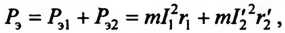 Pэ = Pэ1 + Pэ2 = mI₁²r₁ + mI₂′²r₂′,